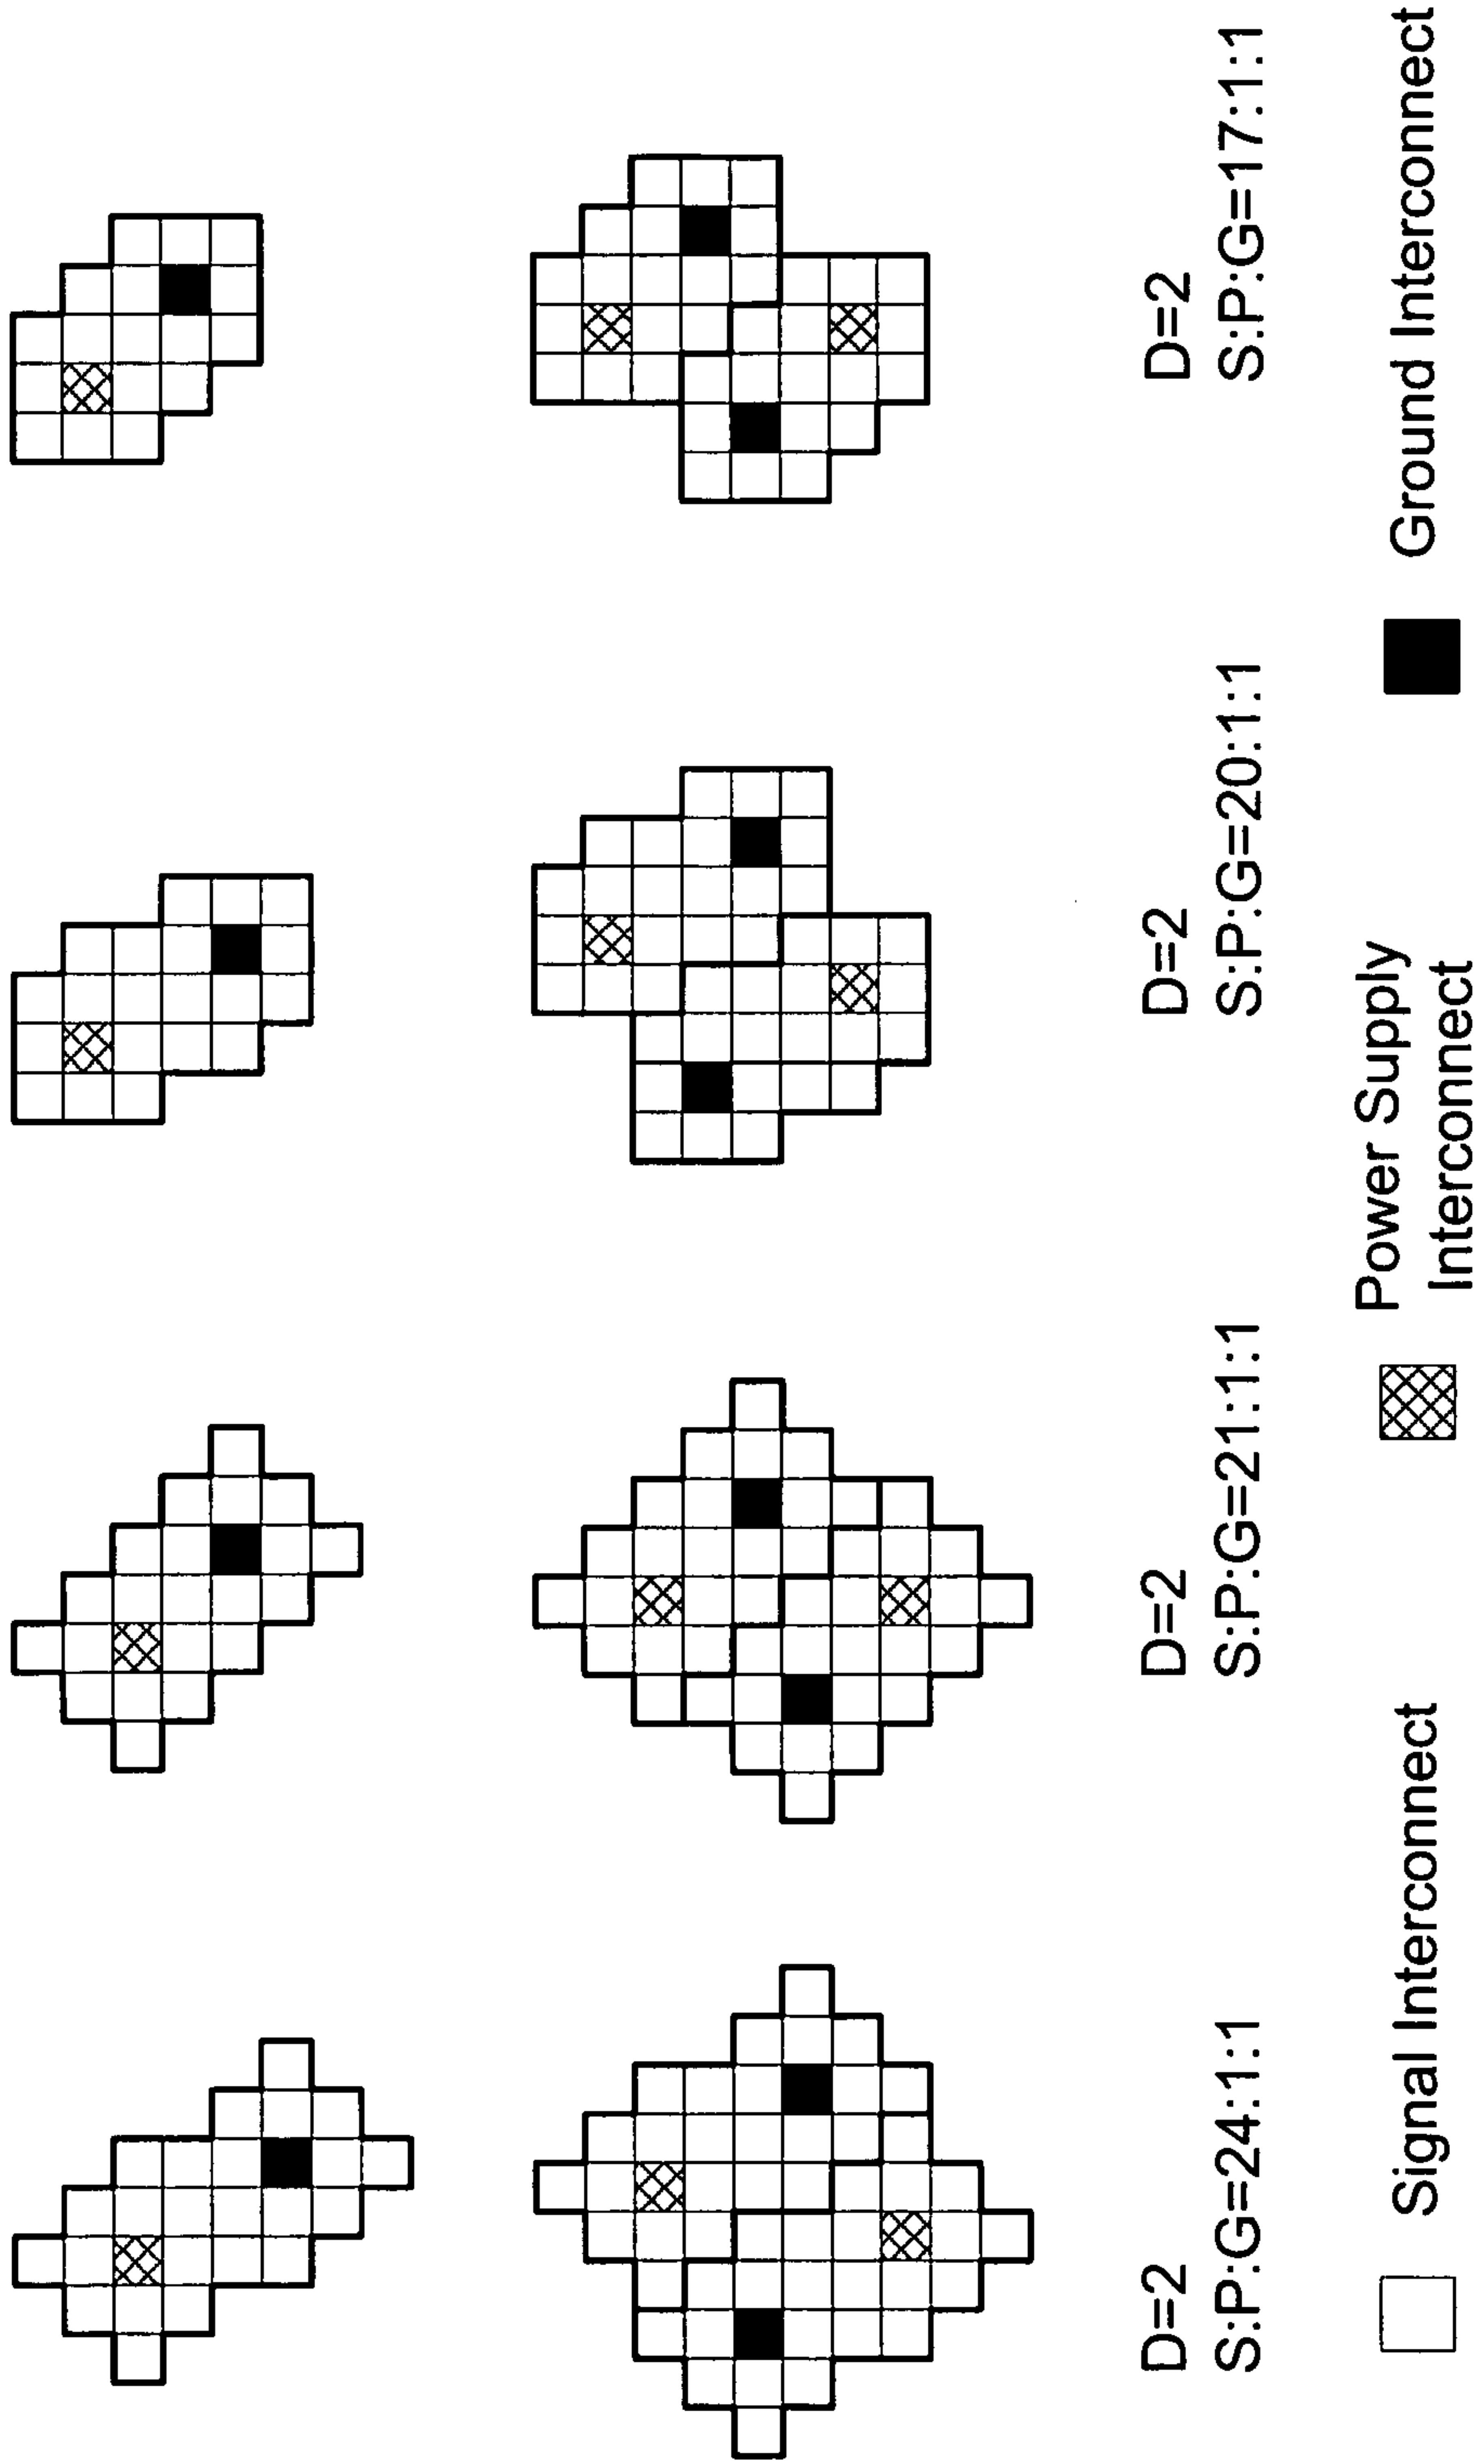 D=2
S:P:G=24:1:1
D=2
S:P:G=21:1:1
D=2
S:P:G=20:1:1
D=2
S:P:G=17:1:1
Signal Interconnect
Power Supply
Interconnect
Ground Interconnect